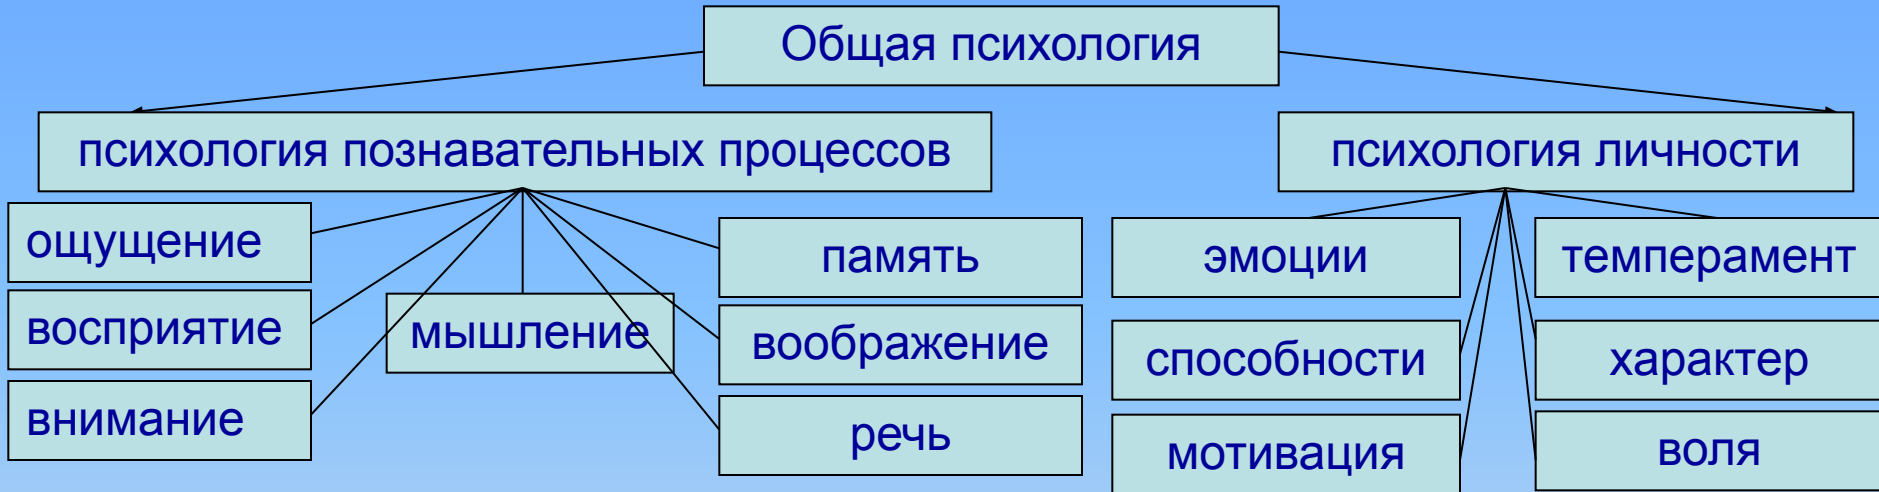 Общая психология
психология познавательных процессов
психология личности
ощущение
восприятие
внимание
мышление
память
воображение
речь
эмоции
способности
мотивация
темперамент
характер
воля